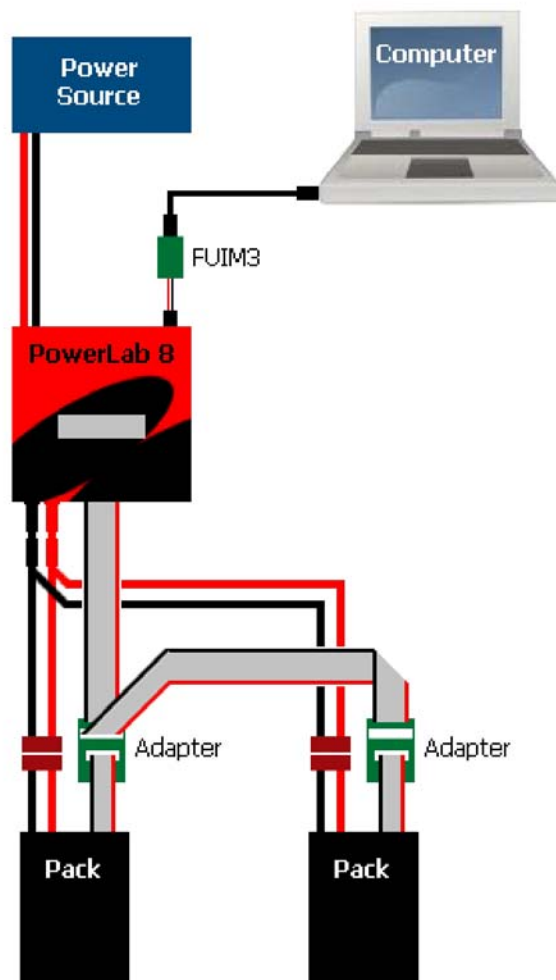 Power
Source
Computer
FUIM3
PowerLab 8
Adapter
Adapter
Pack
Pack